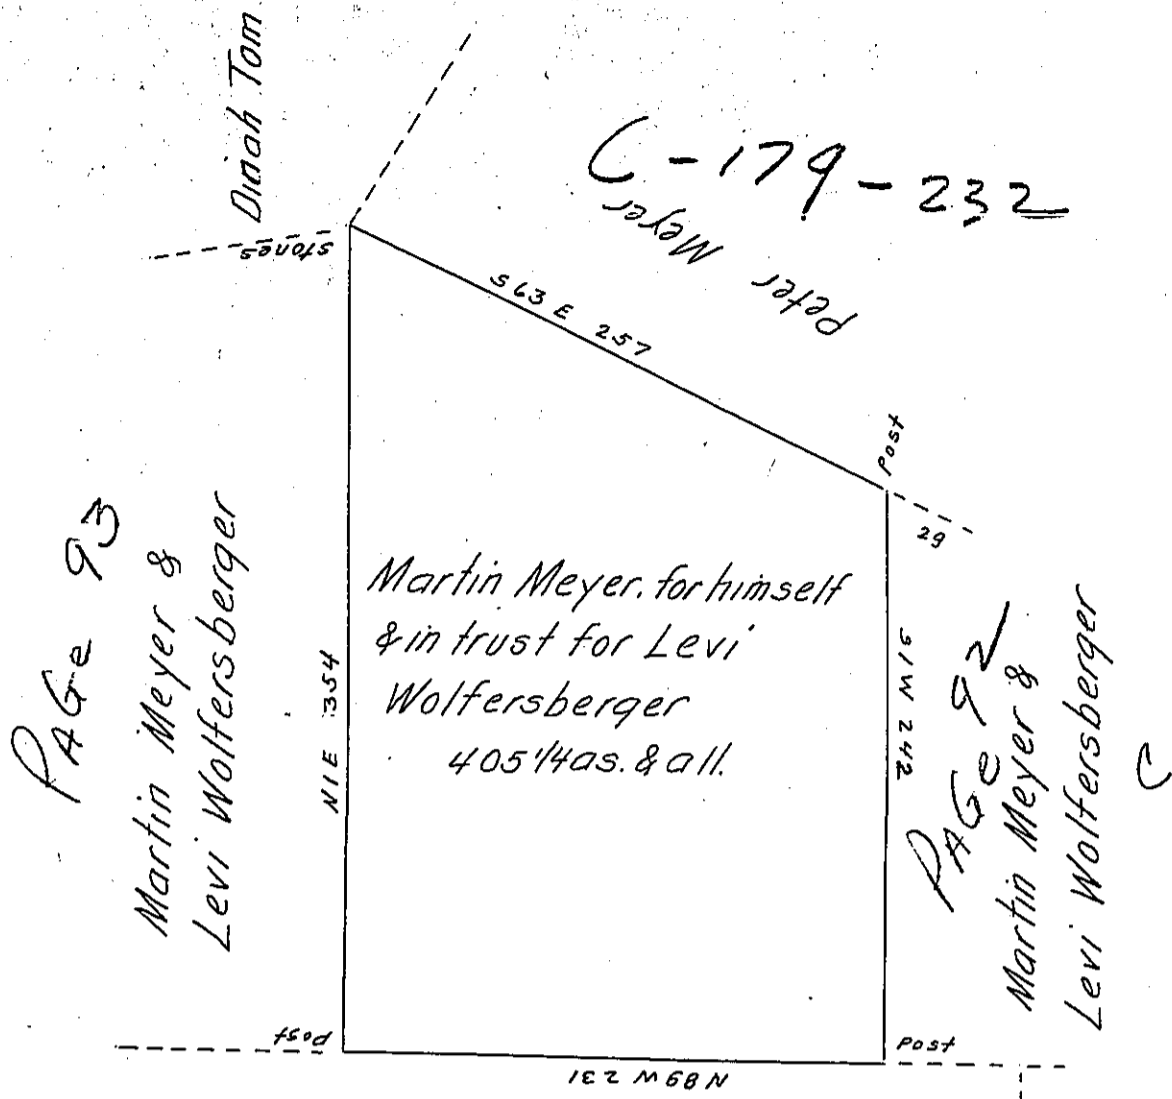 Dinah Tom
C-179-232
Peter Meyer
stones
S 63 E 257
Post
29
PAGe 93
Martin Meyer &
Levi Wolfersberger
N1E 354
Martin Meyer. for himself
& in trust for Levi
Wolfersberger
405 1/4 as. & all.
S1W 242
PAGe 92
Martin Meyer &
Levi Wolfersberger
C
Post
Post
N 89 W 231